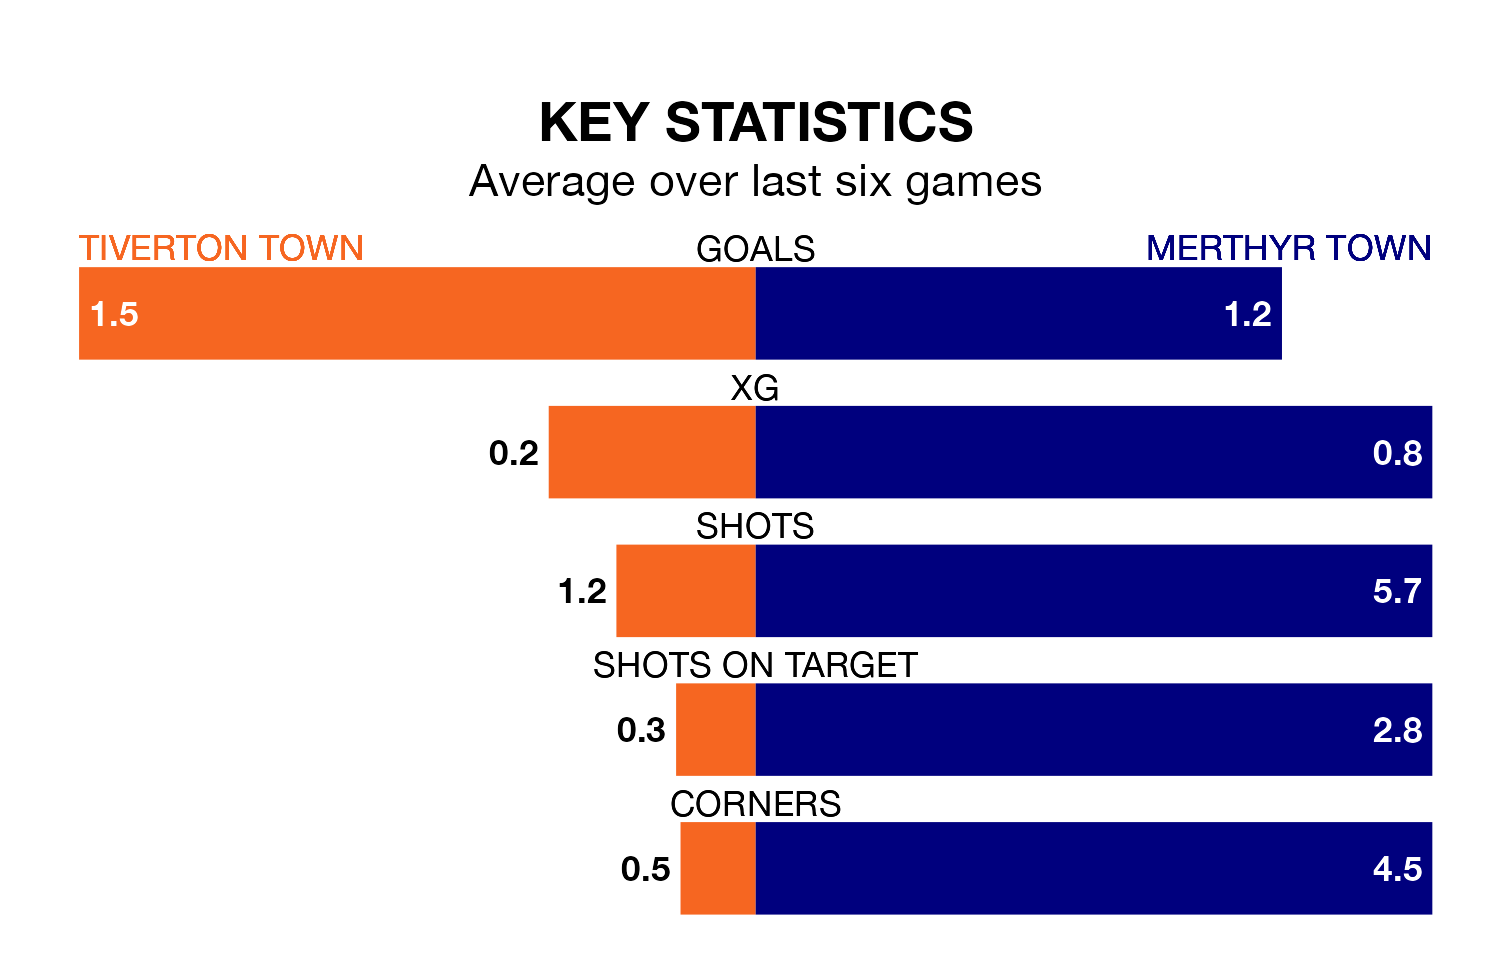 KEY STATISTICS
Average over last six games
TIVERTON TOWN GOALS MERTHYR TOWN
1.5 1.2
XG
0.2 0.8
SHOTS
1.2 5.7
SHOTS ON TARGET
0.3 2.8
CORNERS
0.5 4.5